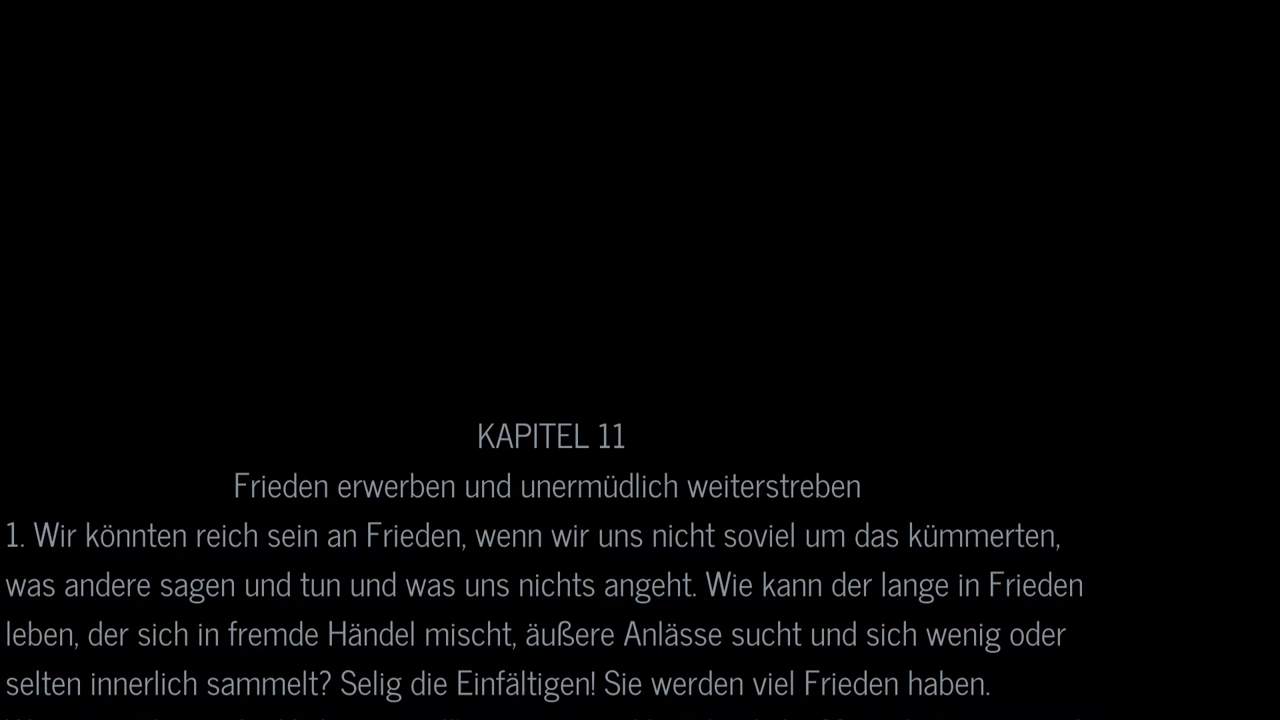 KAPITEL 11
Frieden erwerben und unermüdlich weiterstreben
1. Wir könnten reich sein an Frieden, wenn wir uns nicht soviel um das kümmerten,
was andere sagen und tun und was uns nichts angeht. Wie kann der lange in Frieden
leben, der sich in fremde Händel mischt, äußere Anlässe sucht und sich wenig oder
selten innerlich sammelt? Selig die Einfältigen! Sie werden viel Frieden haben.